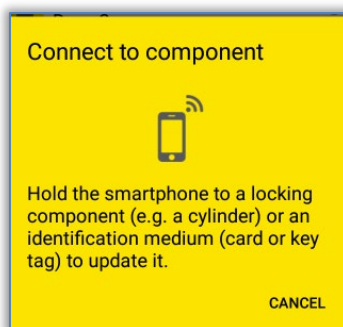 Connect to component
Hold the smartphone to a locking
component (e.g. a cylinder) or an
identification medium (card or key
tag) to update it.
CANCEL